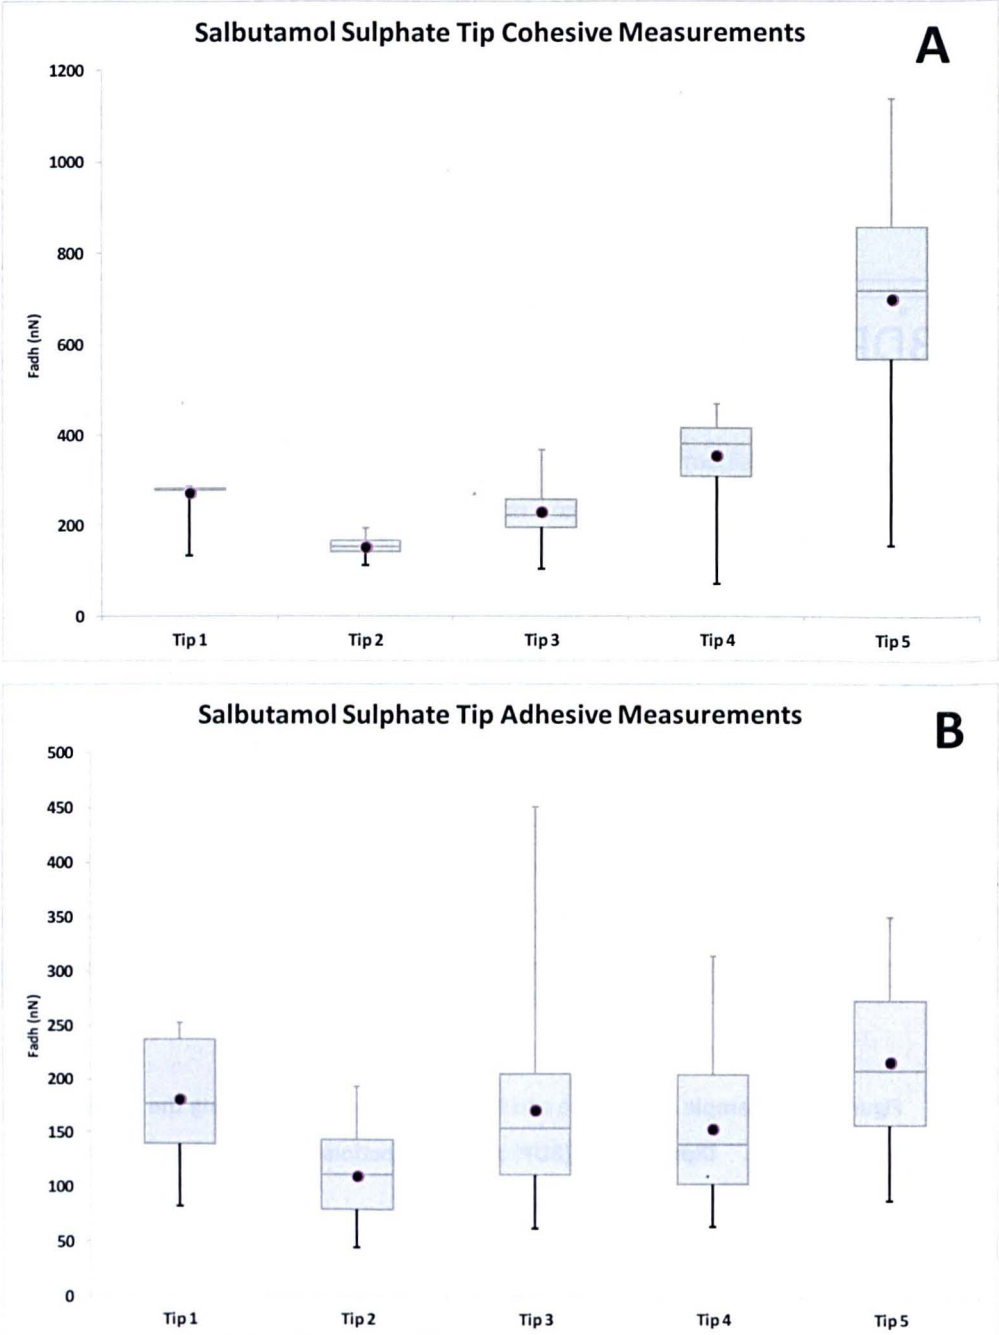 Salbutamol Sulphate Tip Cohesive Measurements
A
1200
1000
800
600
400
200
0
Fadh (nN)
Tip 1 Tip 2 Tip 3 Tip 4 Tip 5
Salbutamol Sulphate Tip Adhesive Measurements
B
500
450
400
350
300
250
200
150
100
50
0
Fadh (nN)
Tip 1 Tip 2 Tip 3 Tip 4 Tip 5